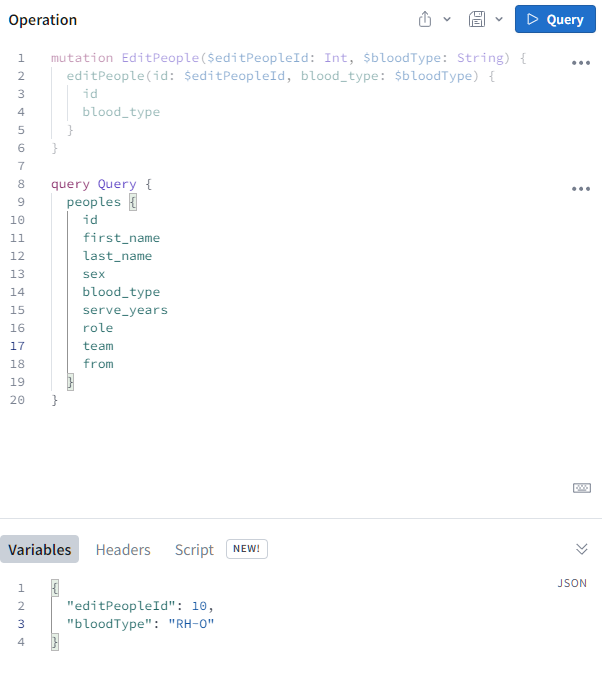 Operation
Query
1 mutation EditPeople($editPeopleId: Int, $bloodType: String) {
2 editPeople(id: $editPeopleId, blood_type: $bloodType) {
3 id
4 blood_type
5 }
6 }
7
8 query Query {
9 peoples {
10 id
11 first_name
12 last_name
13 sex
14 blood_type
15 serve_years
16 role
17 team
18 from
19 }
20 }
Variables Headers Script NEW!
JSON
1 {
2 "editPeopleId": 10,
3 "bloodType": "RH-O"
4 }